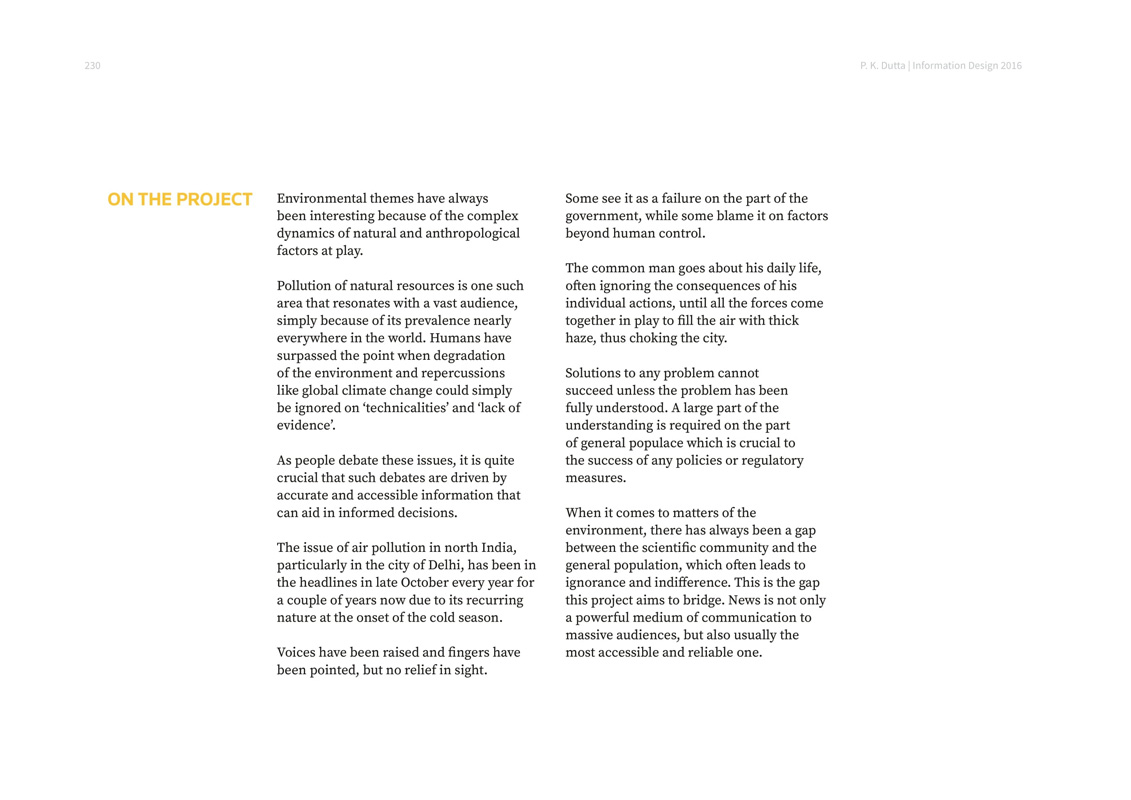 230
P. K. Dutta | Information Design 2016
ON THE PROJECT
Environmental themes have always
been interesting because of the complex
dynamics of natural and anthropological
factors at play.
Pollution of natural resources is one such
area that resonates with a vast audience,
simply because of its prevalence nearly
everywhere in the world. Humans have
surpassed the point when degradation
of the environment and repercussions
like global climate change could simply
be ignored on ‘technicalities’ and ‘lack of
evidence’.
As people debate these issues, it is quite
crucial that such debates are driven by
accurate and accessible information that
can aid in informed decisions.
The issue of air pollution in north India,
particularly in the city of Delhi, has been in
the headlines in late October every year for
a couple of years now due to its recurring
nature at the onset of the cold season.
Voices have been raised and fingers have
been pointed, but no relief in sight.
Some see it as a failure on the part of the
government, while some blame it on factors
beyond human control.
The common man goes about his daily life,
often ignoring the consequences of his
individual actions, until all the forces come
together in play to fill the air with thick
haze, thus choking the city.
Solutions to any problem cannot
succeed unless the problem has been
fully understood. A large part of the
understanding is required on the part
of general populace which is crucial to
the success of any policies or regulatory
measures.
When it comes to matters of the
environment, there has always been a gap
between the scientific community and the
general population, which often leads to
ignorance and indifference. This is the gap
this project aims to bridge. News is not only
a powerful medium of communication to
massive audiences, but also usually the
most accessible and reliable one.